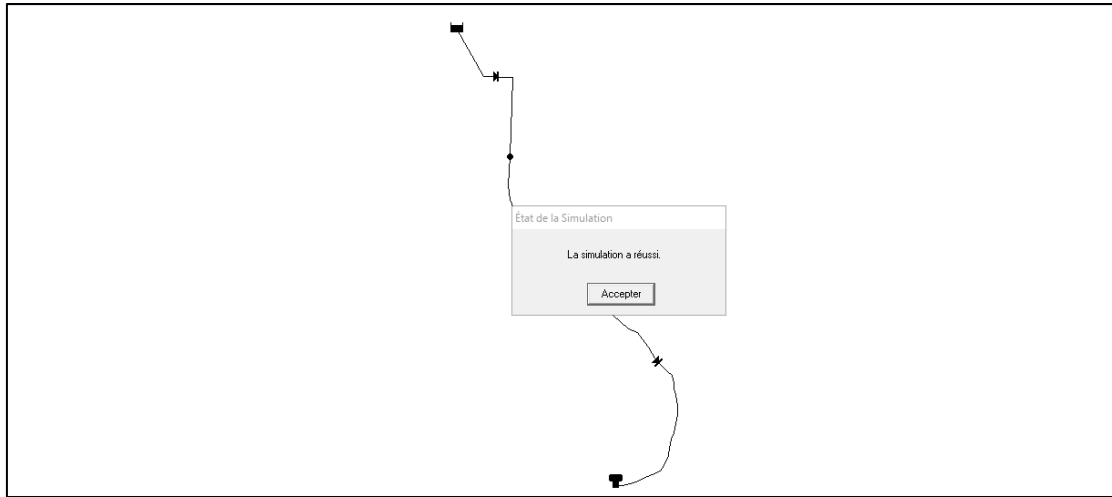 État de la Simulation
La simulation a réussi.
Accepter